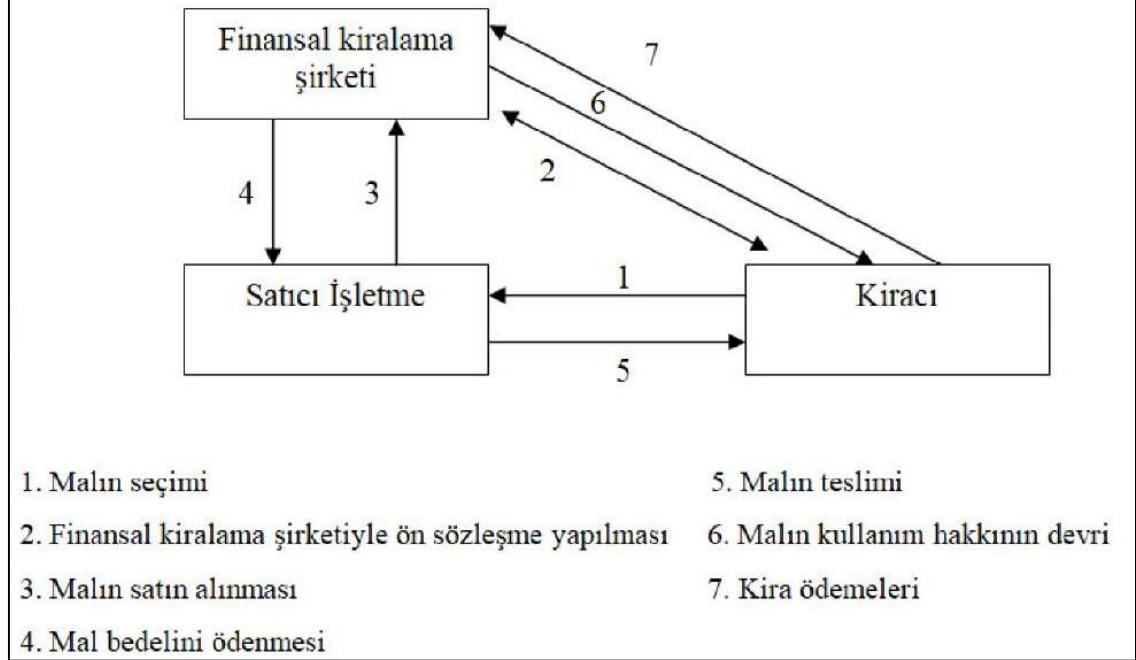 Finansal kiralama
şirketi
7
6
2
4
3
Satıcı İşletme
1
Kiracı
5
1. Malın seçimi
2. Finansal kiralama şirketiyle ön sözleşme yapılması
3. Malın satın alınması
4. Mal bedelini ödenmesi
5. Malın teslimi
6. Malın kullanım hakkının devri
7. Kira ödemeleri